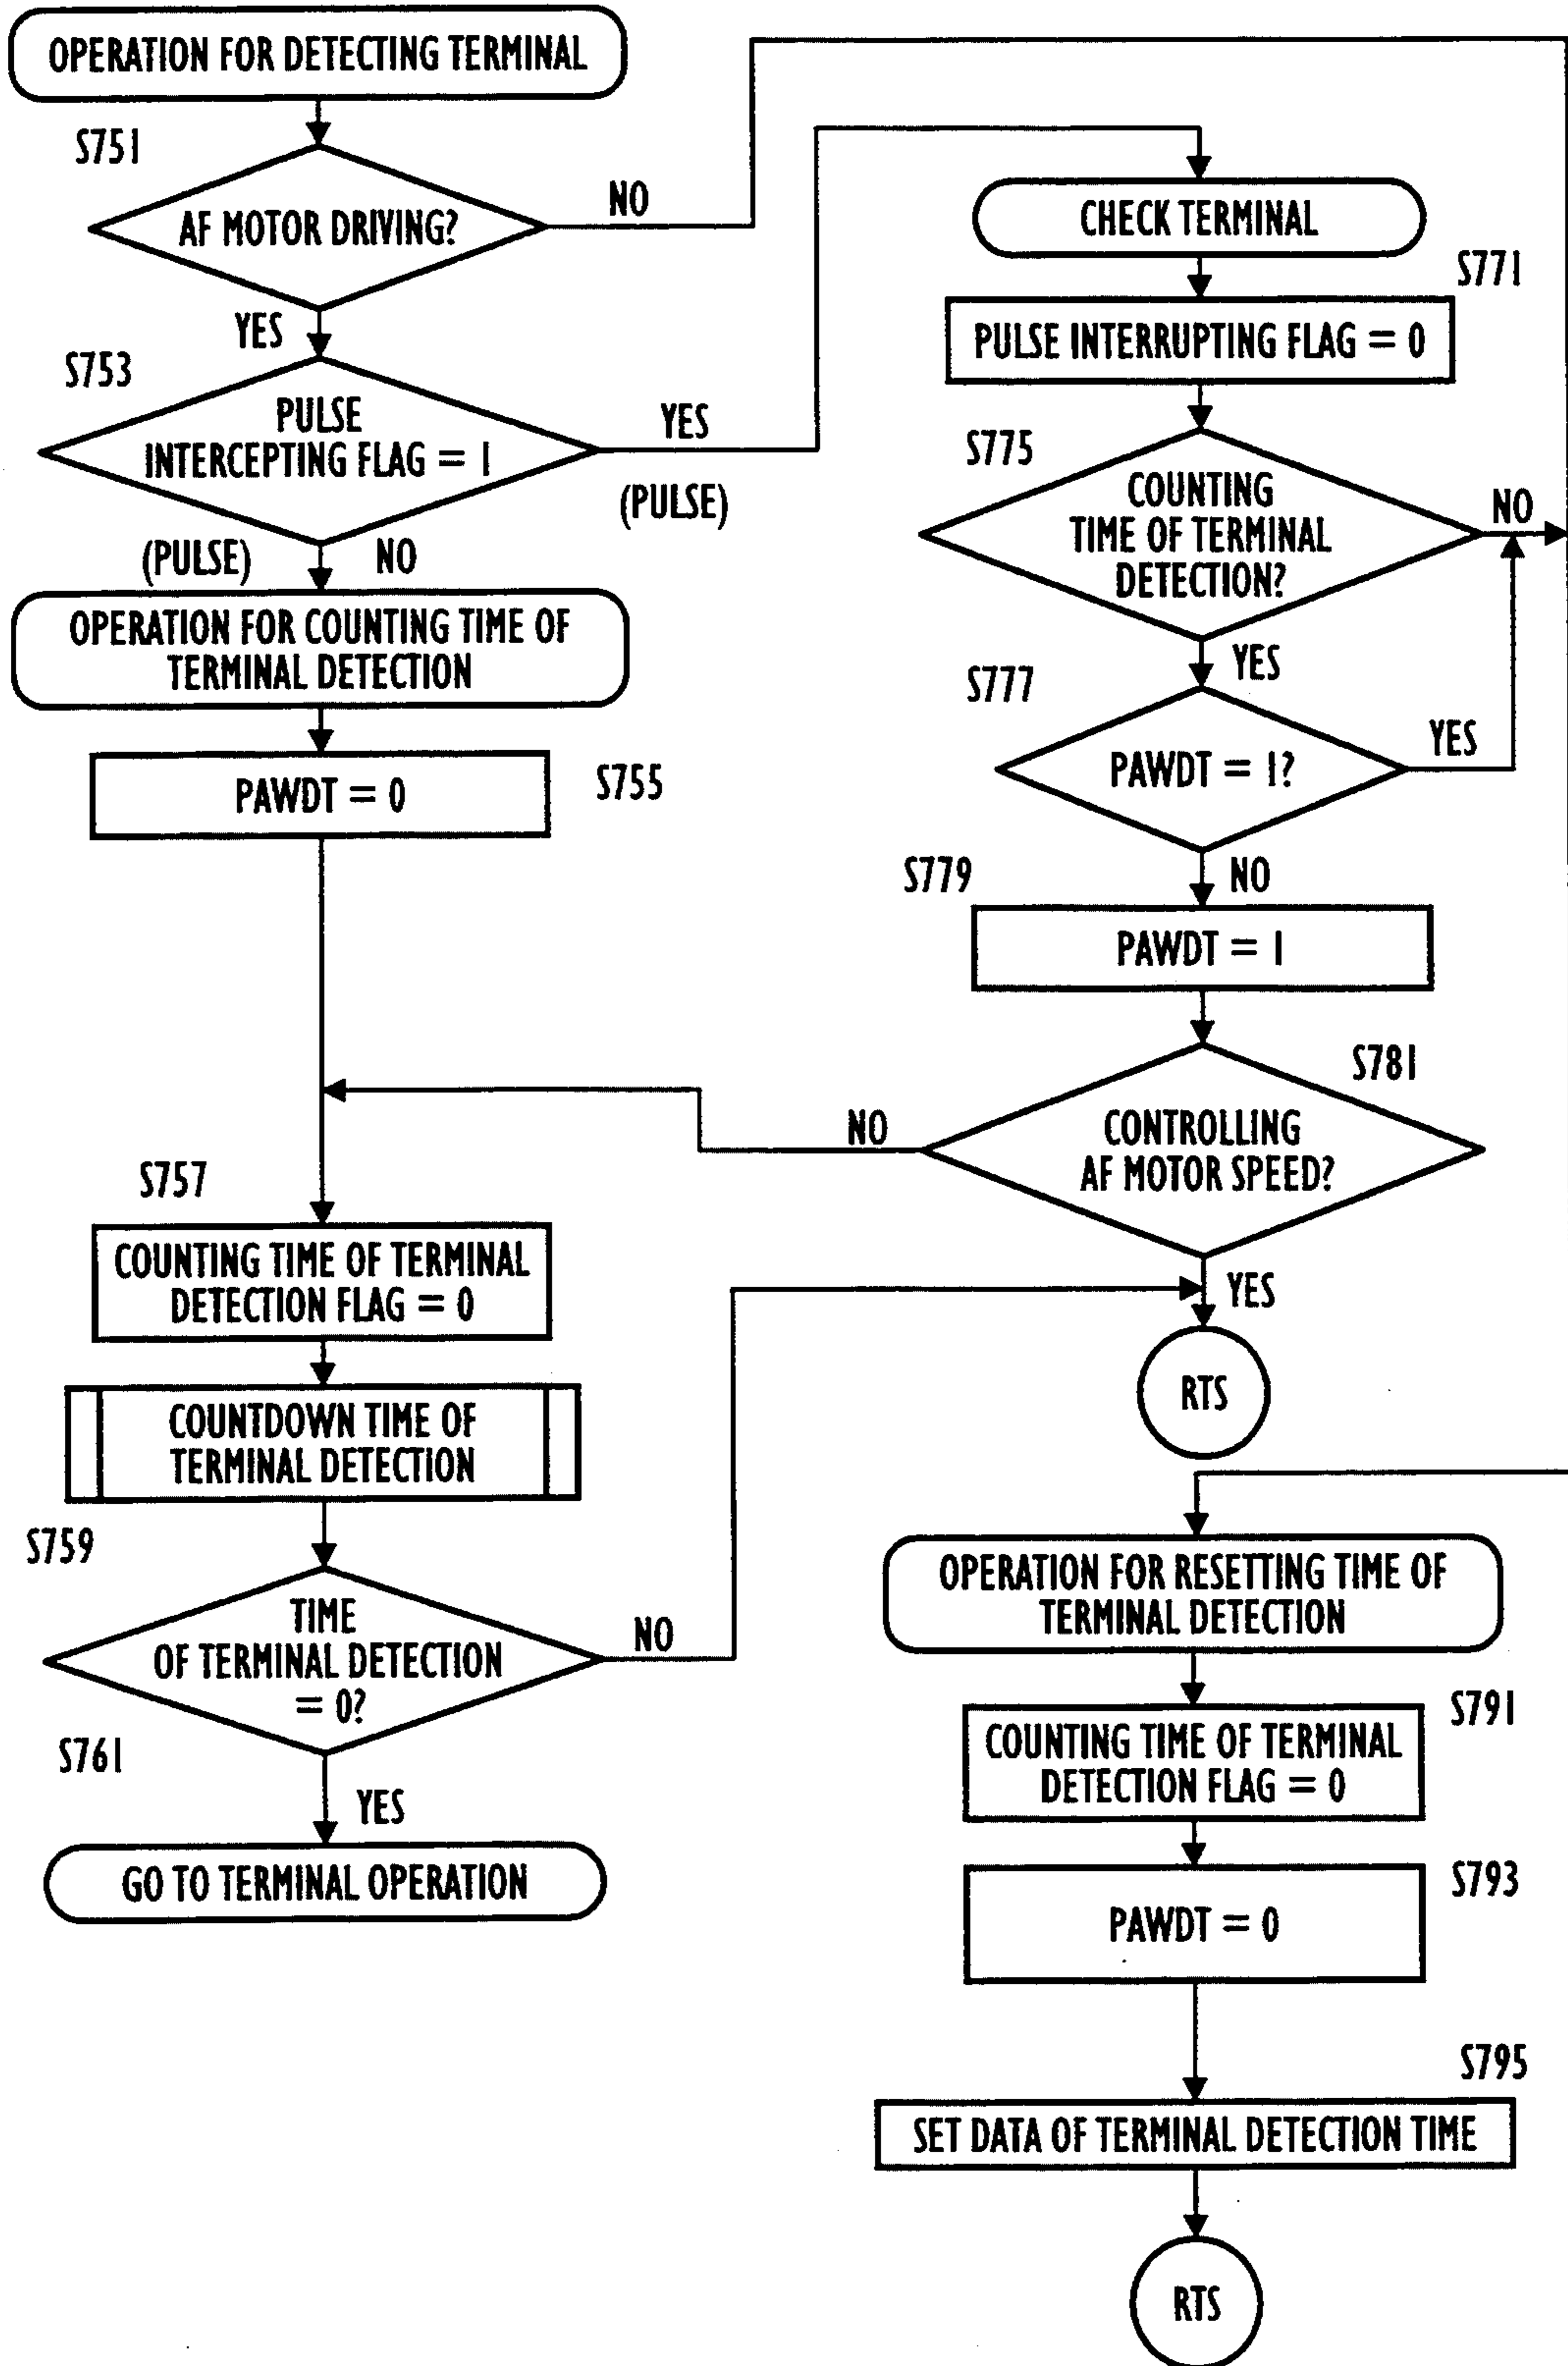 OPERATION FOR DETECTING TERMINAL
S751
AF MOTOR DRIVING?
NO
YES
S753
PULSE
INTERCEPTING FLAG = 1
YES
(PULSE)
(PULSE)
NO
OPERATION FOR COUNTING TIME OF
TERMINAL DETECTION
PAWDT = 0
S755
S757
COUNTING TIME OF TERMINAL
DETECTION FLAG = 0
COUNTDOWN TIME OF
TERMINAL DETECTION
S759
TIME
OF TERMINAL DETECTION
= 0?
NO
S761
YES
GO TO TERMINAL OPERATION
CHECK TERMINAL
S771
PULSE INTERRUPTING FLAG = 0
S775
COUNTING
TIME OF TERMINAL
DETECTION?
NO
YES
S777
PAWDT = 1?
YES
S779
NO
PAWDT = 1
S781
CONTROLLING
AF MOTOR SPEED?
NO
YES
RTS
OPERATION FOR RESETTING TIME OF
TERMINAL DETECTION
S791
COUNTING TIME OF TERMINAL
DETECTION FLAG = 0
S793
PAWDT = 0
S795
SET DATA OF TERMINAL DETECTION TIME
RTS